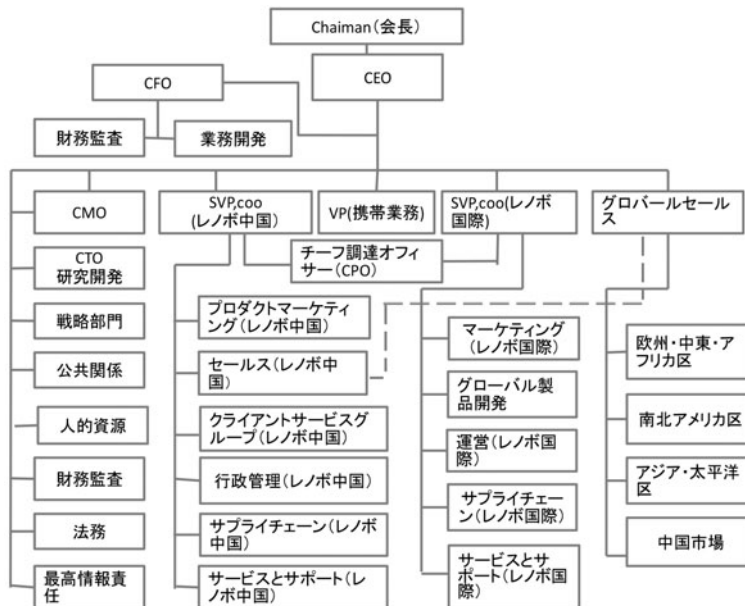 Chaiman（会長）
CFO
CEO
財務監査
業務開発
CMO
SVP,coo
(レノボ中国）
VP(携帯業務)
SVP,coo(レノボ
国際)
グロバールセールス
ス
チーフ調達オフィ
サー(CPO)
CTO
研究開発
戦略部門
公共関係
人的資源
財務監査
法務
最高情報責
任
プロダクトマーケティ
ング（レノボ中国）
セールス（レノボ中
国）
クライアントサービスグ
ループ（レノボ中国）
行政管理（レノボ中国）
サプライチェーン（レノボ
中国）
サービスとサポート（レ
ノボ中国）
マーケティング
（レノボ国際）
グローバル製
品開発
運営（レノボ国
際）
サプライチェー
ン（レノボ国際）
サービスとサ
ポート（レノボ国
際）
欧州・中東・ア
フリカ区
南北アメリカ区
アジア・太平洋
区
中国市場